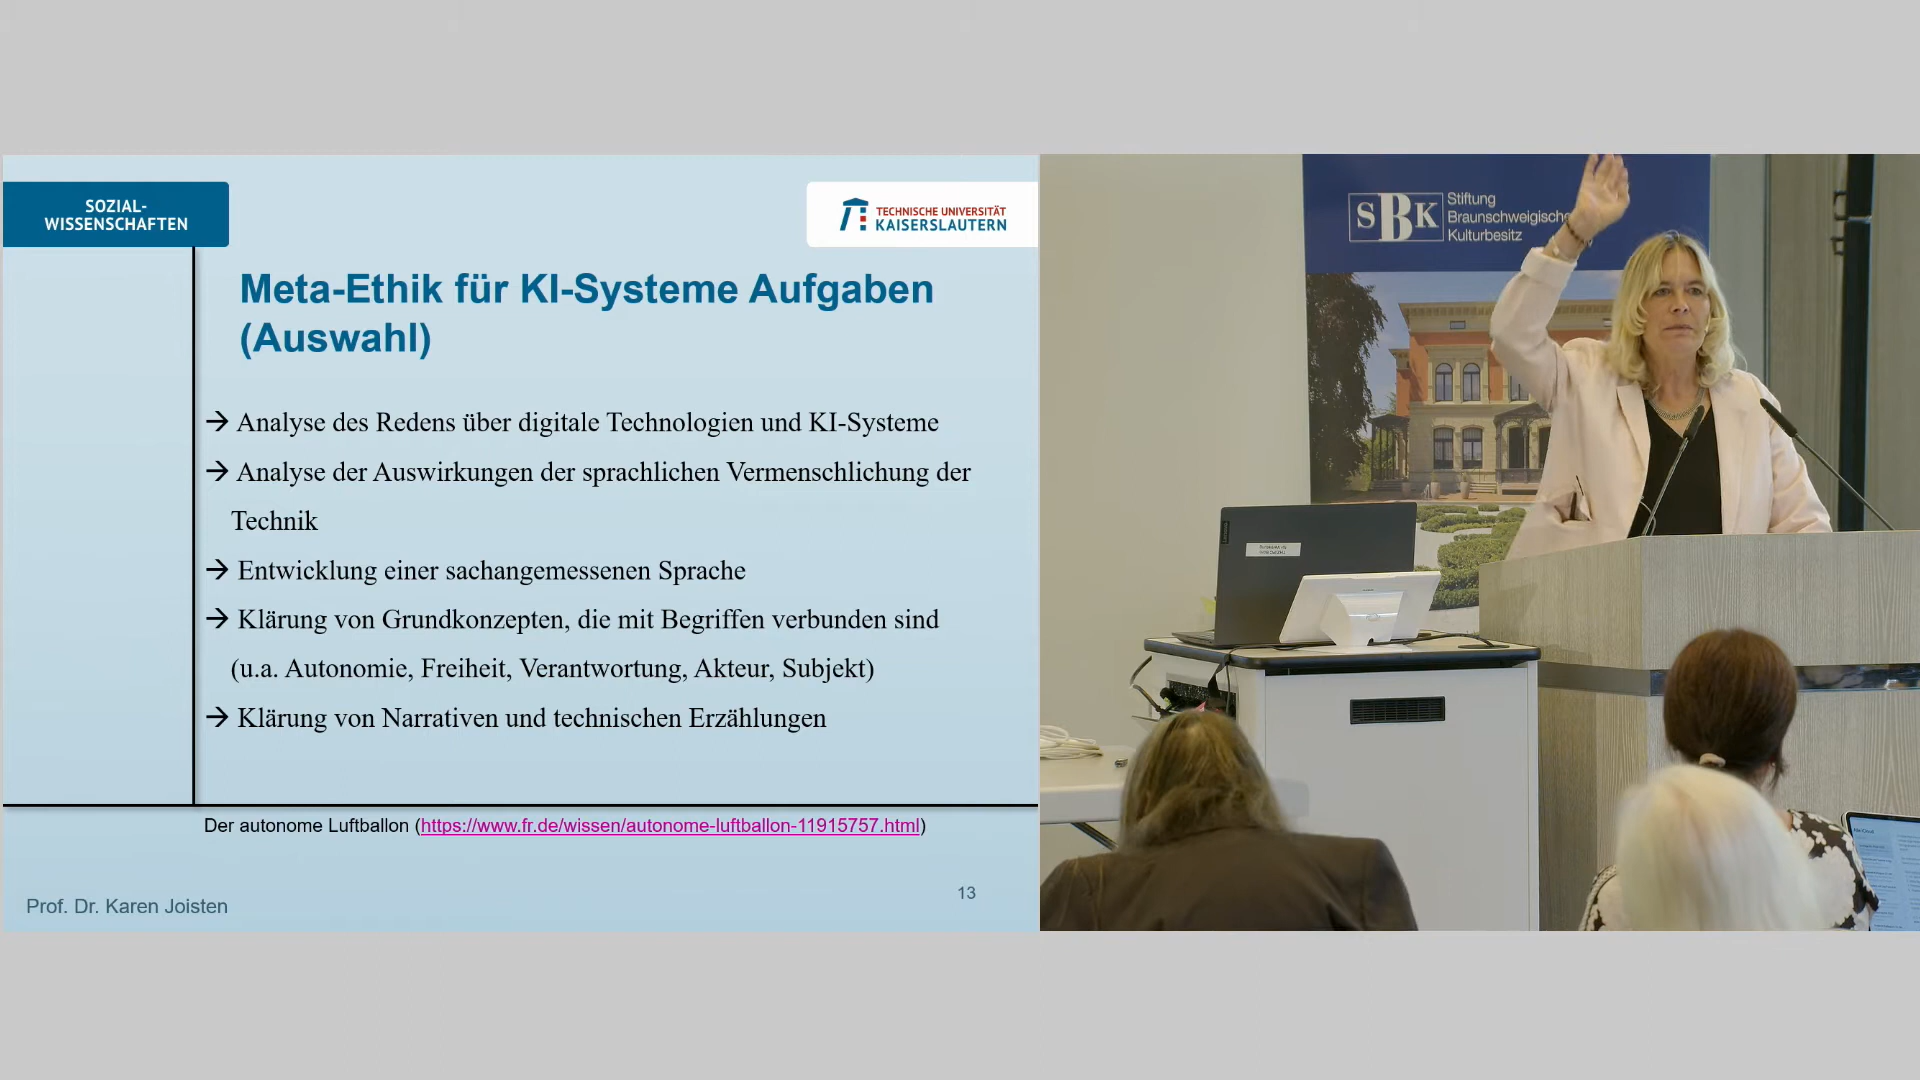 SOZIAL-
WISSENSCHAFTEN
TECHNISCHE UNIVERSITÄT
KAISERSLAUTERN
Meta-Ethik für KI-Systeme Aufgaben
(Auswahl)
→ Analyse des Redens über digitale Technologien und KI-Systeme
→ Analyse der Auswirkungen der sprachlichen Vermenschlichung der
Technik
→ Entwicklung einer sachangemessenen Sprache
→ Klärung von Grundkonzepten, die mit Begriffen verbunden sind
(u.a. Autonomie, Freiheit, Verantwortung, Akteur, Subjekt)
→ Klärung von Narrativen und technischen Erzählungen
Der autonome Luftballon (https://www.fr.de/wissen/autonome-luftballon-11915757.html)
Prof. Dr. Karen Joisten
13
SBK
Stiftung
Braunschweigische
Kulturbesitz